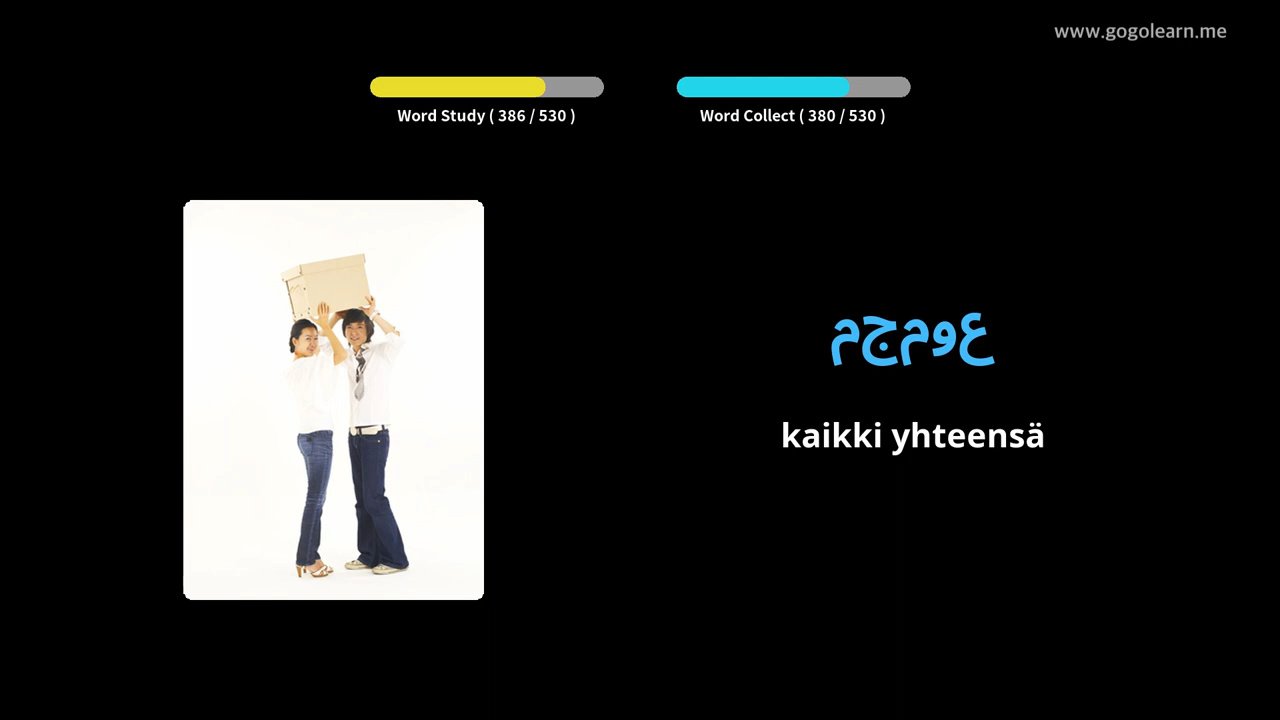 www.gogolearn.me
Word Study ( 386 / 530 )
Word Collect ( 380 / 530 )
عومجم
kaikki yhteensä